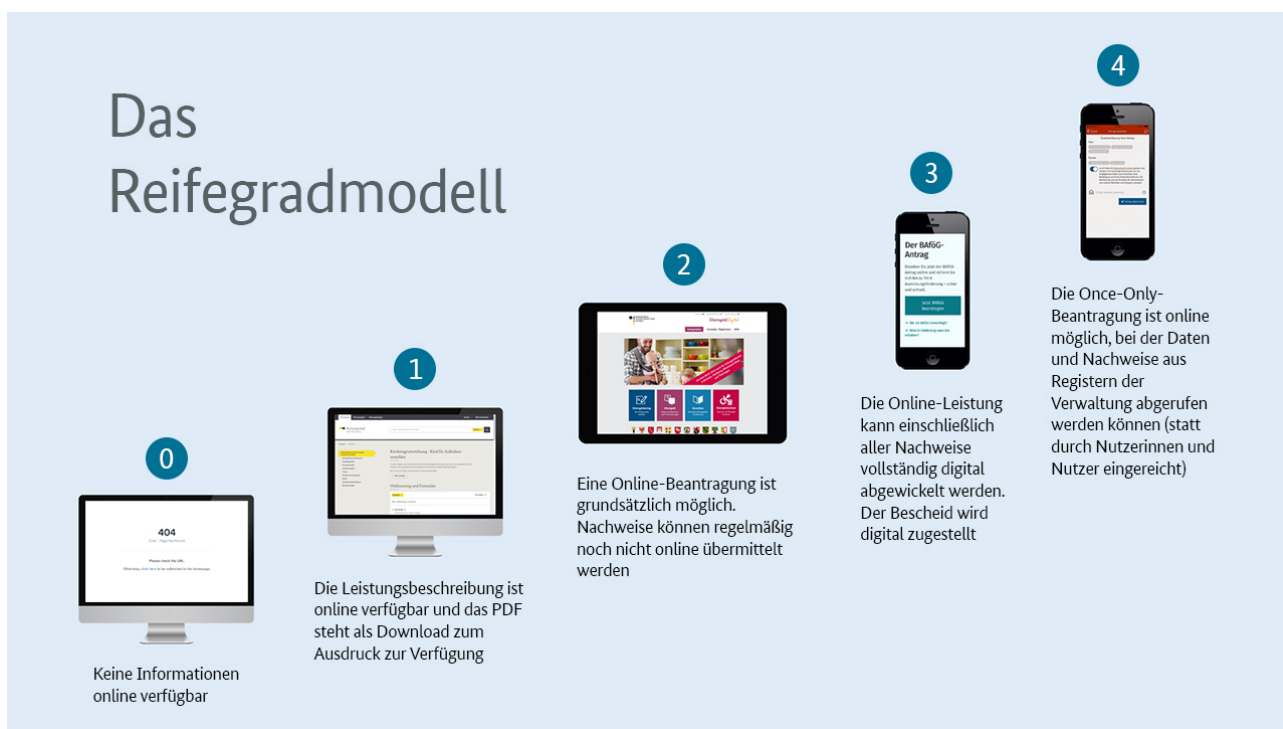 Das
Reifegradmodell
0
404
Please check the URL.
Keine Informationen
online verfügbar
1
Die Leistungsbeschreibung ist
online verfügbar und das PDF
steht als Download zum
Ausdruck zur Verfügung
2
Eine Online-Beantragung ist
grundsätzlich möglich.
Nachweise können regelmäßig
noch nicht online übermittelt
werden
3
Der BAföG-
Antrag
Die Online-Leistung
kann einschließlich
aller Nachweise
vollständig digital
abgewickelt werden.
Der Bescheid wird
digital zugestellt
4
Die Once-Only-
Beantragung ist online
möglich, bei der Daten
und Nachweise aus
Registern der
Verwaltung abgerufen
werden können (statt
durch Nutzerinnen und
Nutzer eingereicht)